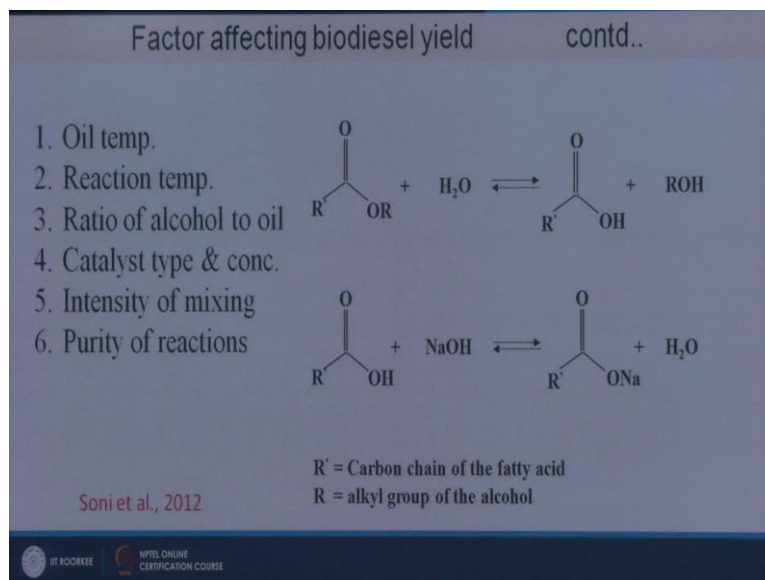 Factor affecting biodiesel yield contd..
1. Oil temp.
2. Reaction temp.
3. Ratio of alcohol to oil
4. Catalyst type & conc.
5. Intensity of mixing
6. Purity of reactions
O
R' OR + H₂O ⇌ O
R' OH + ROH
O
R' OH + NaOH ⇌ O
R' ONa + H₂O
R' = Carbon chain of the fatty acid
R = alkyl group of the alcohol
Soni et al., 2012
IIT ROORKEE
NPTEL ONLINE
CERTIFICATION COURSE